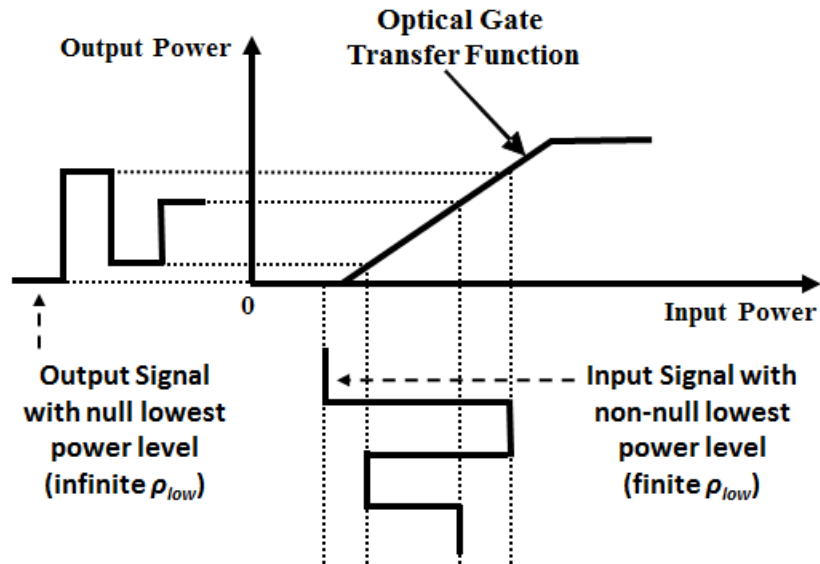 Optical Gate
Transfer Function
Output Power
0
Input Power
Output Signal
with null lowest
power level
(infinite ρlow)
Input Signal with
non-null lowest
power level
(finite ρlow)